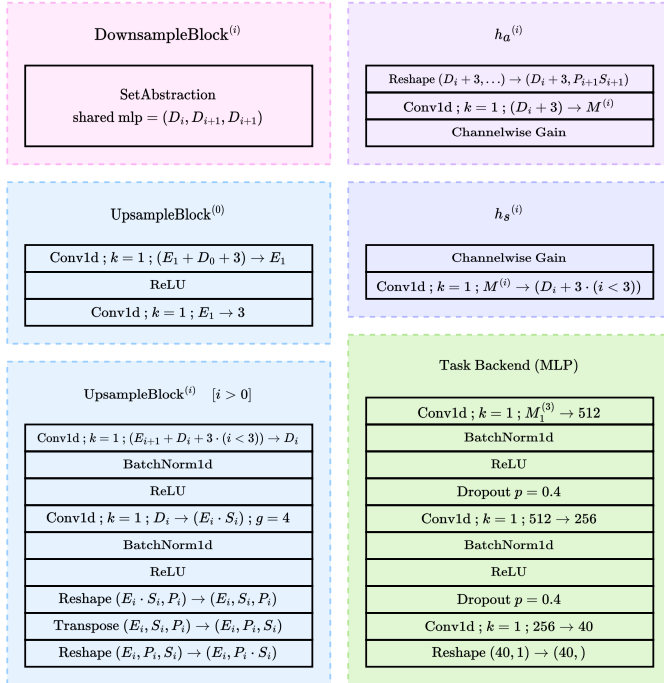 DownsampleBlock^{(i)}
SetAbstraction
shared mlp = (D_i, D_{i+1}, D_{i+1})
UpsampleBlock^{(0)}
Conv1d ; k = 1 ; (E_1 + D_0 + 3) → E_1
ReLU
Conv1d ; k = 1 ; E_1 → 3
UpsampleBlock^{(i)} [i > 0]
Conv1d ; k = 1 ; (E_{i+1} + D_i + 3 · (i < 3)) → D_i
BatchNorm1d
ReLU
Conv1d ; k = 1 ; D_i → (E_i · S_i) ; g = 4
BatchNorm1d
ReLU
Reshape (E_i · S_i, P_i) → (E_i, S_i, P_i)
Transpose (E_i, S_i, P_i) → (E_i, P_i, S_i)
Reshape (E_i, P_i, S_i) → (E_i, P_i · S_i)
h_a^{(i)}
Reshape (D_i + 3, …) → (D_i + 3, P_{i+1}S_{i+1})
Conv1d ; k = 1 ; (D_i + 3) → M^{(i)}
Channelwise Gain
h_s^{(i)}
Channelwise Gain
Conv1d ; k = 1 ; M^{(i)} → (D_i + 3 · (i < 3))
Task Backend (MLP)
Conv1d ; k = 1 ; M_1^{(3)} → 512
BatchNorm1d
ReLU
Dropout p = 0.4
Conv1d ; k = 1 ; 512 → 256
BatchNorm1d
ReLU
Dropout p = 0.4
Conv1d ; k = 1 ; 256 → 40
Reshape (40, 1) → (40, )